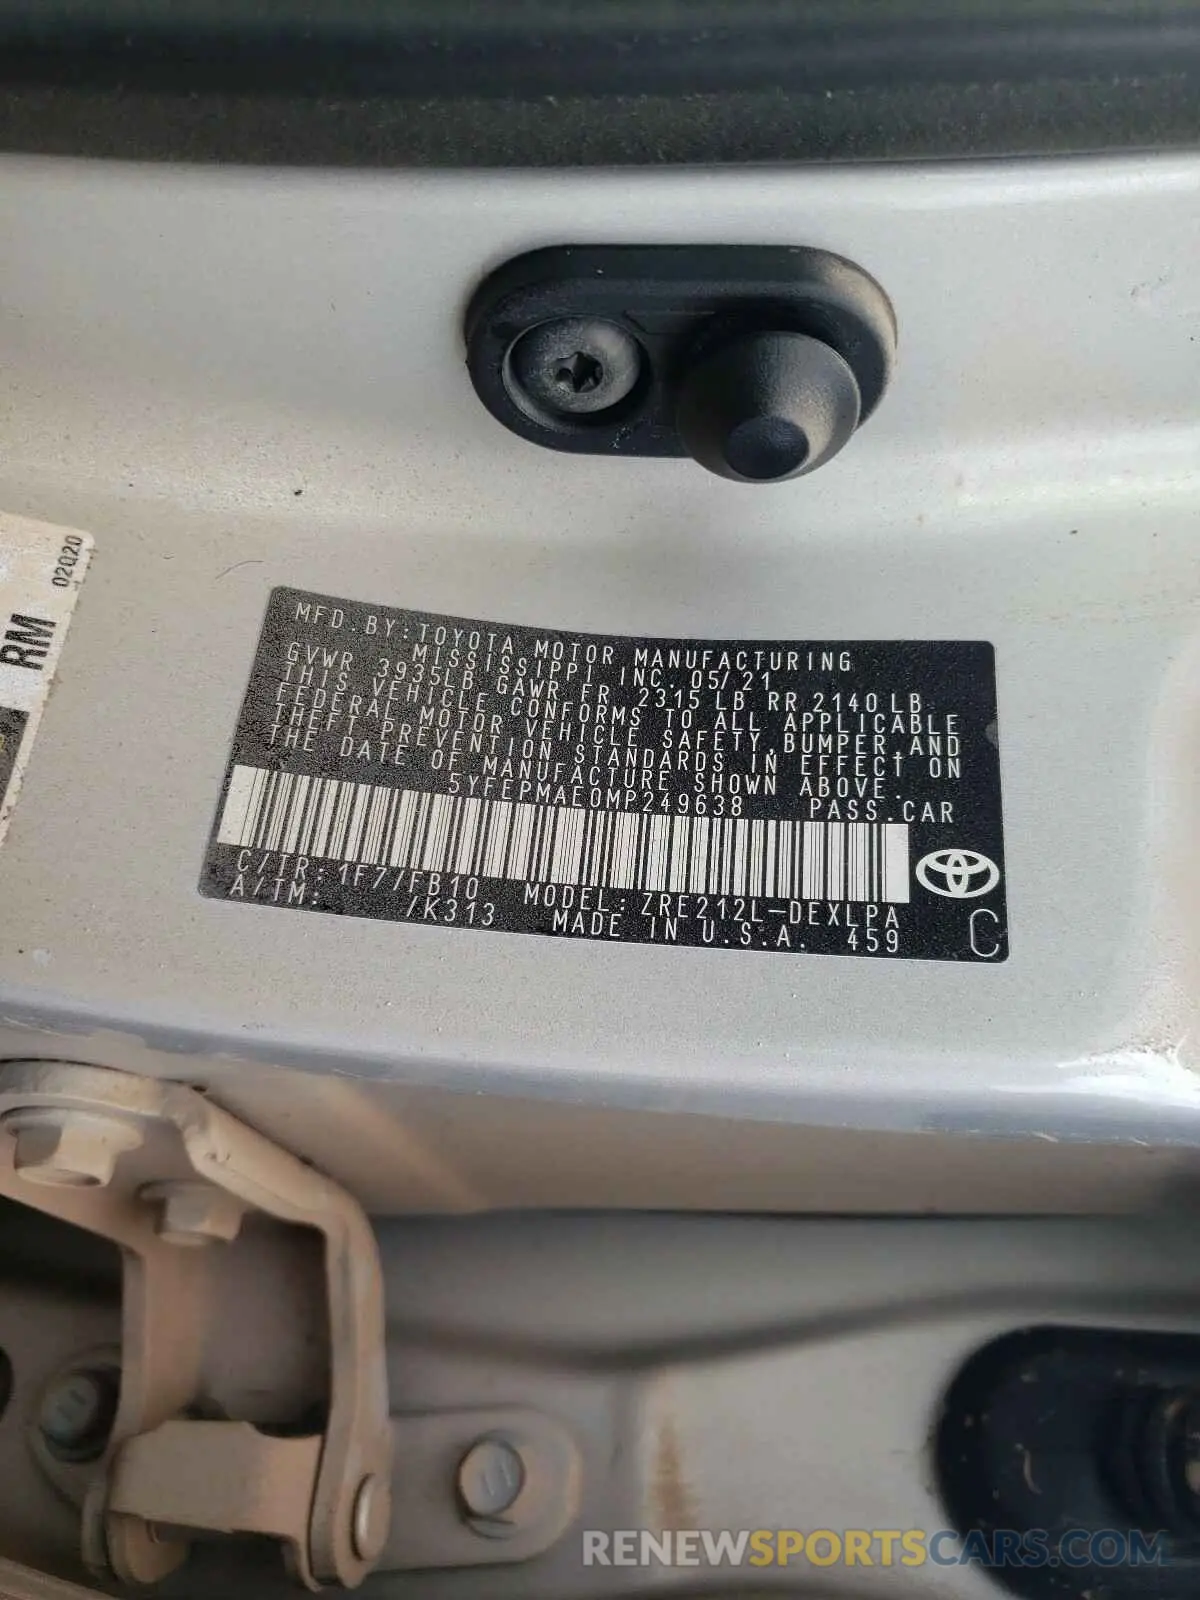 02Q20
RM
MFD. BY: TOYOTA MOTOR MANUFACTURING
MISSISSIPPI INC. 05/21
GVWR 3935LB GAWR FR 2315 LB RR 2140 LB
THIS VEHICLE CONFORMS TO ALL APPLICABLE
FEDERAL MOTOR VEHICLE SAFETY, BUMPER, AND
THEFT PREVENTION STANDARDS IN EFFECT ON
THE DATE OF MANUFACTURE SHOWN ABOVE.
5YFEPMAE0MP249638 PASS. CAR
C/TR: 1F7/FB10 MODEL: ZRE212L-DEXLPA
A/TM: /K313 MADE IN U.S.A. 459
C
RENEWSPORTSCARS.COM